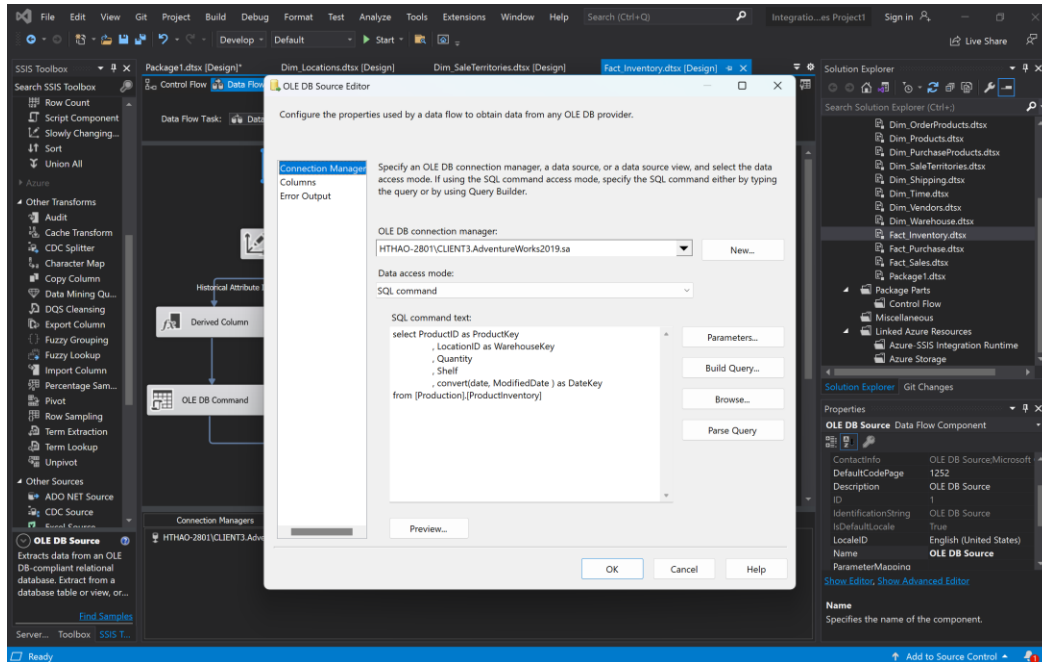 File Edit View Git Project Build Debug Format Test Analyze Tools Extensions Window Help Search (Ctrl+Q) Integratio...es Project1 Sign in
Develop Default Start Live Share
SSIS Toolbox
Search SSIS Toolbox
Row Count
Script Component
Slowly Changing...
Sort
Union All
Azure
Other Transforms
Audit
Cache Transform
CDC Splitter
Character Map
Copy Column
Data Mining Qu...
DQS Cleansing
Export Column
Fuzzy Grouping
Fuzzy Lookup
Import Column
Percentage Sam...
Pivot
Row Sampling
Term Extraction
Term Lookup
Unpivot
Other Sources
ADO NET Source
CDC Source
Excel Source
OLE DB Source
Extracts data from an OLE
DB-compliant relational
database. Extract from a
database table or view, or...
Find Samples
Server... Toolbox SSIS T...
Package1.dtsx [Design]* Dim_Locations.dtsx [Design] Dim_SaleTerritories.dtsx [Design] Fact_Inventory.dtsx [Design]
Control Flow Data Flow
Data Flow Task: Data
Historical Attribute
Derived Column
OLE DB Command
Connection Managers
HTHAO-2801\CLIENT3.Adve
OLE DB Source Editor
Configure the properties used by a data flow to obtain data from any OLE DB provider.
Connection Manager
Columns
Error Output
Specify an OLE DB connection manager, a data source, or a data source view, and select the data
access mode. If using the SQL command access mode, specify the SQL command either by typing
the query or by using Query Builder.
OLE DB connection manager:
HTHAO-2801\CLIENT3.AdventureWorks2019.sa New...
Data access mode:
SQL command
SQL command text:
select ProductID as ProductKey
, LocationID as WarehouseKey
, Quantity
, Shelf
, convert(date, ModifiedDate ) as DateKey
from [Production].[ProductInventory]
Parameters...
Build Query...
Browse...
Parse Query
Preview...
OK Cancel Help
Solution Explorer
Search Solution Explorer (Ctrl+;)
Dim_OrderProducts.dtsx
Dim_Products.dtsx
Dim_PurchaseProducts.dtsx
Dim_SaleTerritories.dtsx
Dim_Shipping.dtsx
Dim_Time.dtsx
Dim_Vendors.dtsx
Dim_Warehouse.dtsx
Fact_Inventory.dtsx
Fact_Purchase.dtsx
Fact_Sales.dtsx
Package1.dtsx
Package Parts
Control Flow
Miscellaneous
Linked Azure Resources
Azure-SSIS Integration Runtime
Azure Storage
Solution Explorer Git Changes
Properties
OLE DB Source Data Flow Component
ContactInfo OLE DB Source;Microsoft
DefaultCodePage 1252
Description OLE DB Source
ID 1
IdentificationString OLE DB Source
IsDefaultLocale True
LocaleID English (United States)
Name OLE DB Source
ParameterMapping
Show Editor, Show Advanced Editor
Name
Specifies the name of the component.
Ready Add to Source Control 1